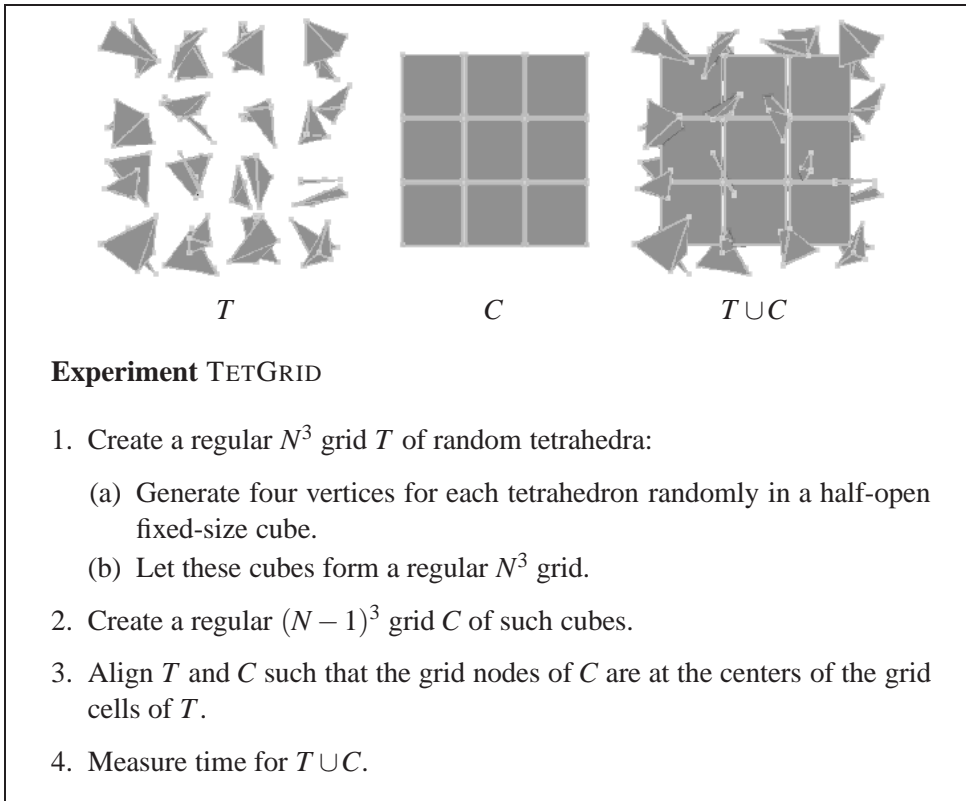 T C T ∪ C
Experiment TETGRID
1. Create a regular N³ grid T of random tetrahedra:
(a) Generate four vertices for each tetrahedron randomly in a half-open
fixed-size cube.
(b) Let these cubes form a regular N³ grid.
2. Create a regular (N − 1)³ grid C of such cubes.
3. Align T and C such that the grid nodes of C are at the centers of the grid
cells of T.
4. Measure time for T ∪ C.